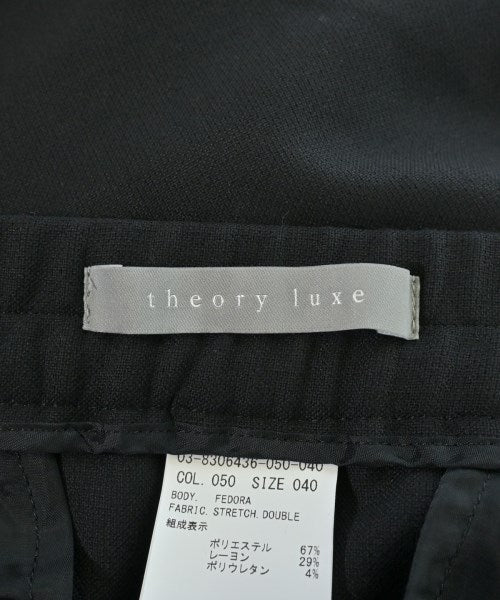 theory luxe
03-8306436-050-040
COL. 050 SIZE 040
BODY. FEDORA
FABRIC. STRETCH. DOUBLE
組成表示
ポリエステル 67%
レーヨン 29%
ポリウレタン 4%